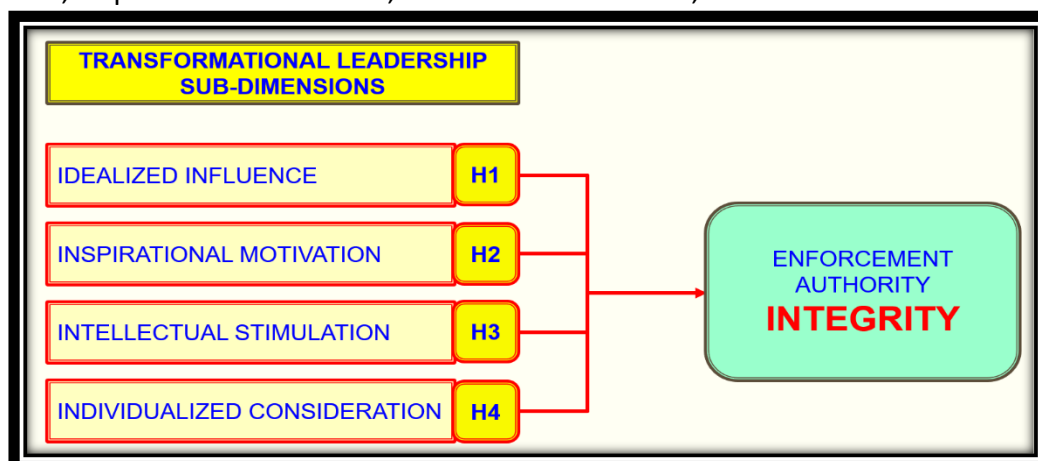 TRANSFORMATIONAL LEADERSHIP
SUB-DIMENSIONS
IDEALIZED INFLUENCE H1
INSPIRATIONAL MOTIVATION H2
INTELLECTUAL STIMULATION H3
INDIVIDUALIZED CONSIDERATION H4
ENFORCEMENT
AUTHORITY
INTEGRITY